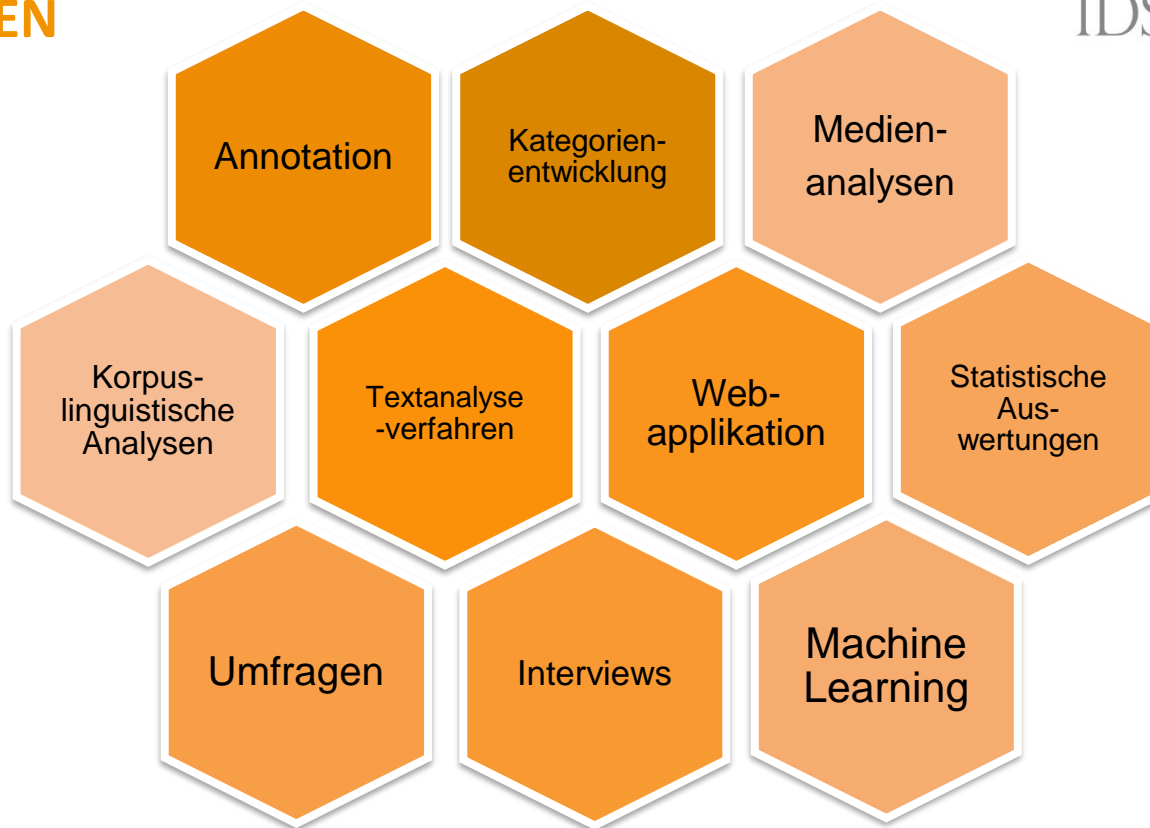 EN
IDS
Annotation
Kategorien-
entwicklung
Medien-
analysen
Korpus-
linguistische
Analysen
Textanalyse
-verfahren
Web-
applikation
Statistische
Aus-
wertungen
Umfragen
Interviews
Machine
Learning